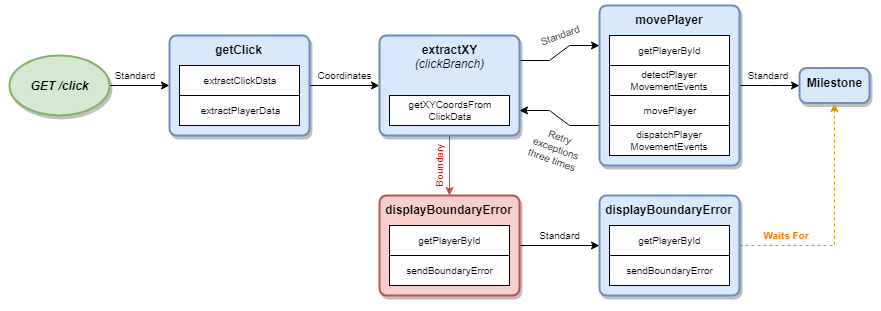 GET /click
Standard
getClick
extractClickData
extractPlayerData
Coordinates
extractXY
(clickBranch)
getXYCoordsFrom
ClickData
Standard
Retry
exceptions
three times
movePlayer
getPlayerById
detectPlayer
MovementEvents
movePlayer
dispatchPlayer
MovementEvents
Standard
Milestone
Boundary
displayBoundaryError
getPlayerById
sendBoundaryError
Standard
displayBoundaryError
getPlayerById
sendBoundaryError
Waits For